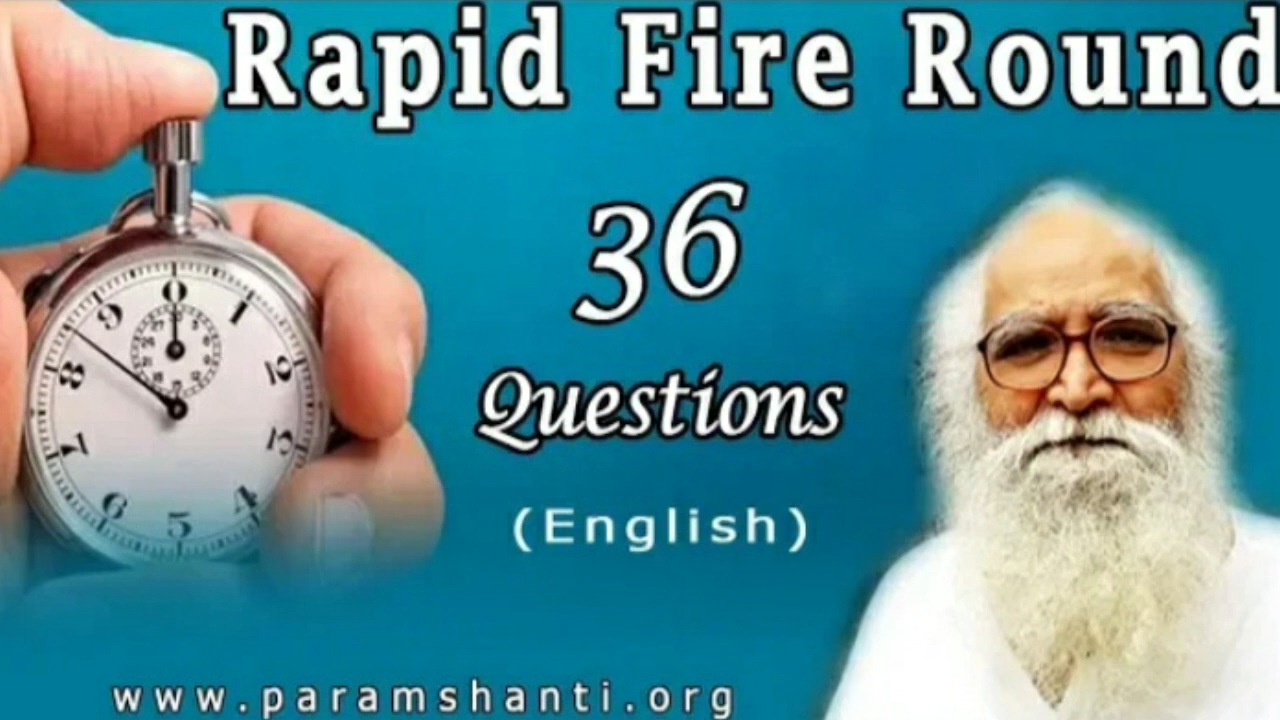 Rapid Fire Round
36
Questions
(English)
www.paramshanti.org